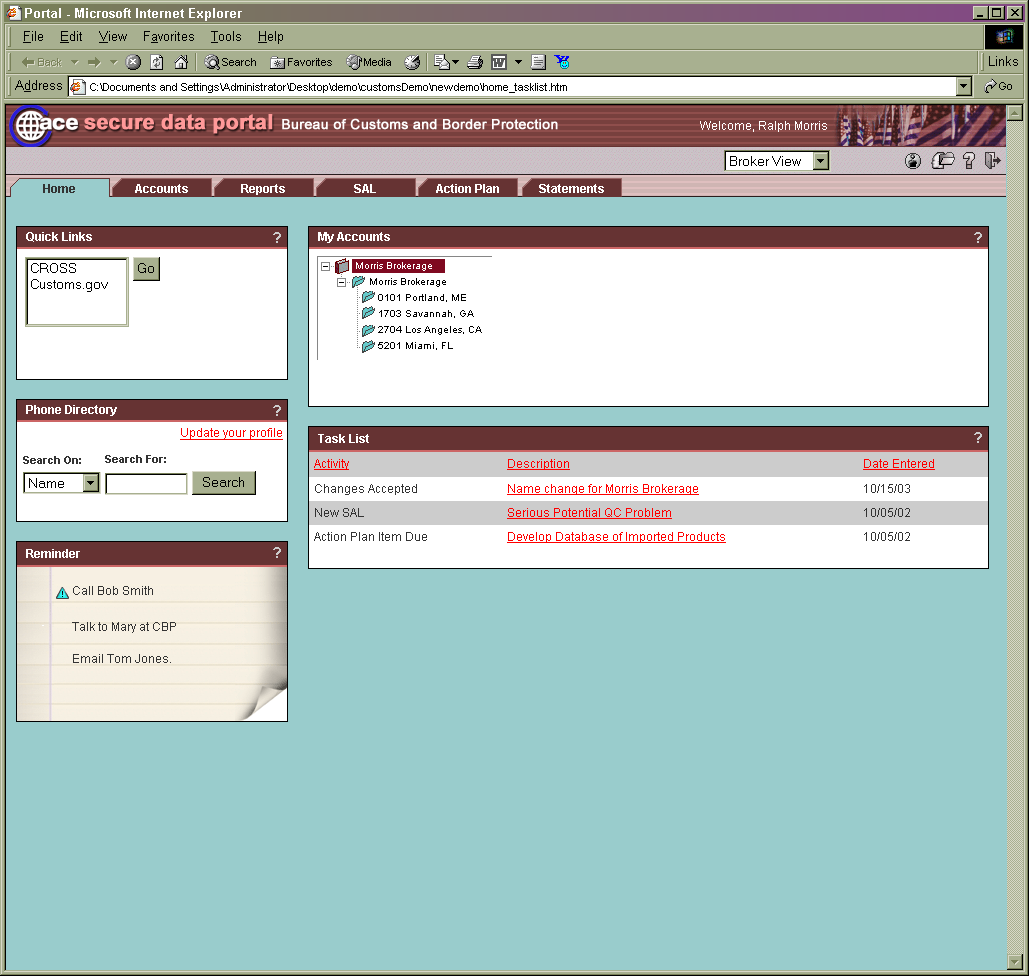 Portal - Microsoft Internet Explorer
File Edit View Favorites Tools Help
Back Search Favorites Media Links
Address C:\Documents and Settings\Administrator\Desktop\demo\customsDemo\newdemo\home_tasklist.htm Go
ace secure data portal Bureau of Customs and Border Protection Welcome, Ralph Morris
Broker View ?
Home Accounts Reports SAL Action Plan Statements
Quick Links ?
CROSS Go
Customs.gov
My Accounts ?
Morris Brokerage
Morris Brokerage
0101 Portland, ME
1703 Savannah, GA
2704 Los Angeles, CA
5201 Miami, FL
Phone Directory ?
Update your profile
Search On: Search For:
Name Search
Task List ?
Activity Description Date Entered
Changes Accepted Name change for Morris Brokerage 10/15/03
New SAL Serious Potential QC Problem 10/05/02
Action Plan Item Due Develop Database of Imported Products 10/05/02
Reminder ?
Call Bob Smith
Talk to Mary at CBP
Email Tom Jones.